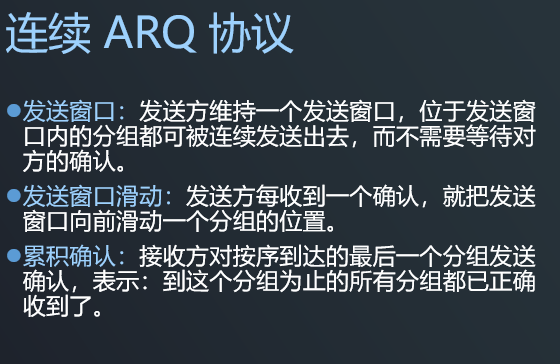 连续 ARQ 协议
●发送窗口：发送方维持一个发送窗口，位于发送窗
口内的分组都可被连续发送出去，而不需要等待对
方的确认。
●发送窗口滑动：发送方每收到一个确认，就把发送
窗口向前滑动一个分组的位置。
●累积确认：接收方对按序到达的最后一个分组发送
确认，表示：到这个分组为止的所有分组都已正确
收到了。